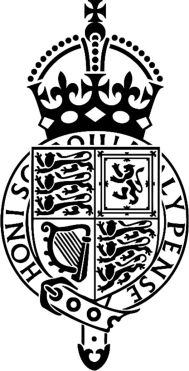 HONI SOIT QUI MAL Y PENSE